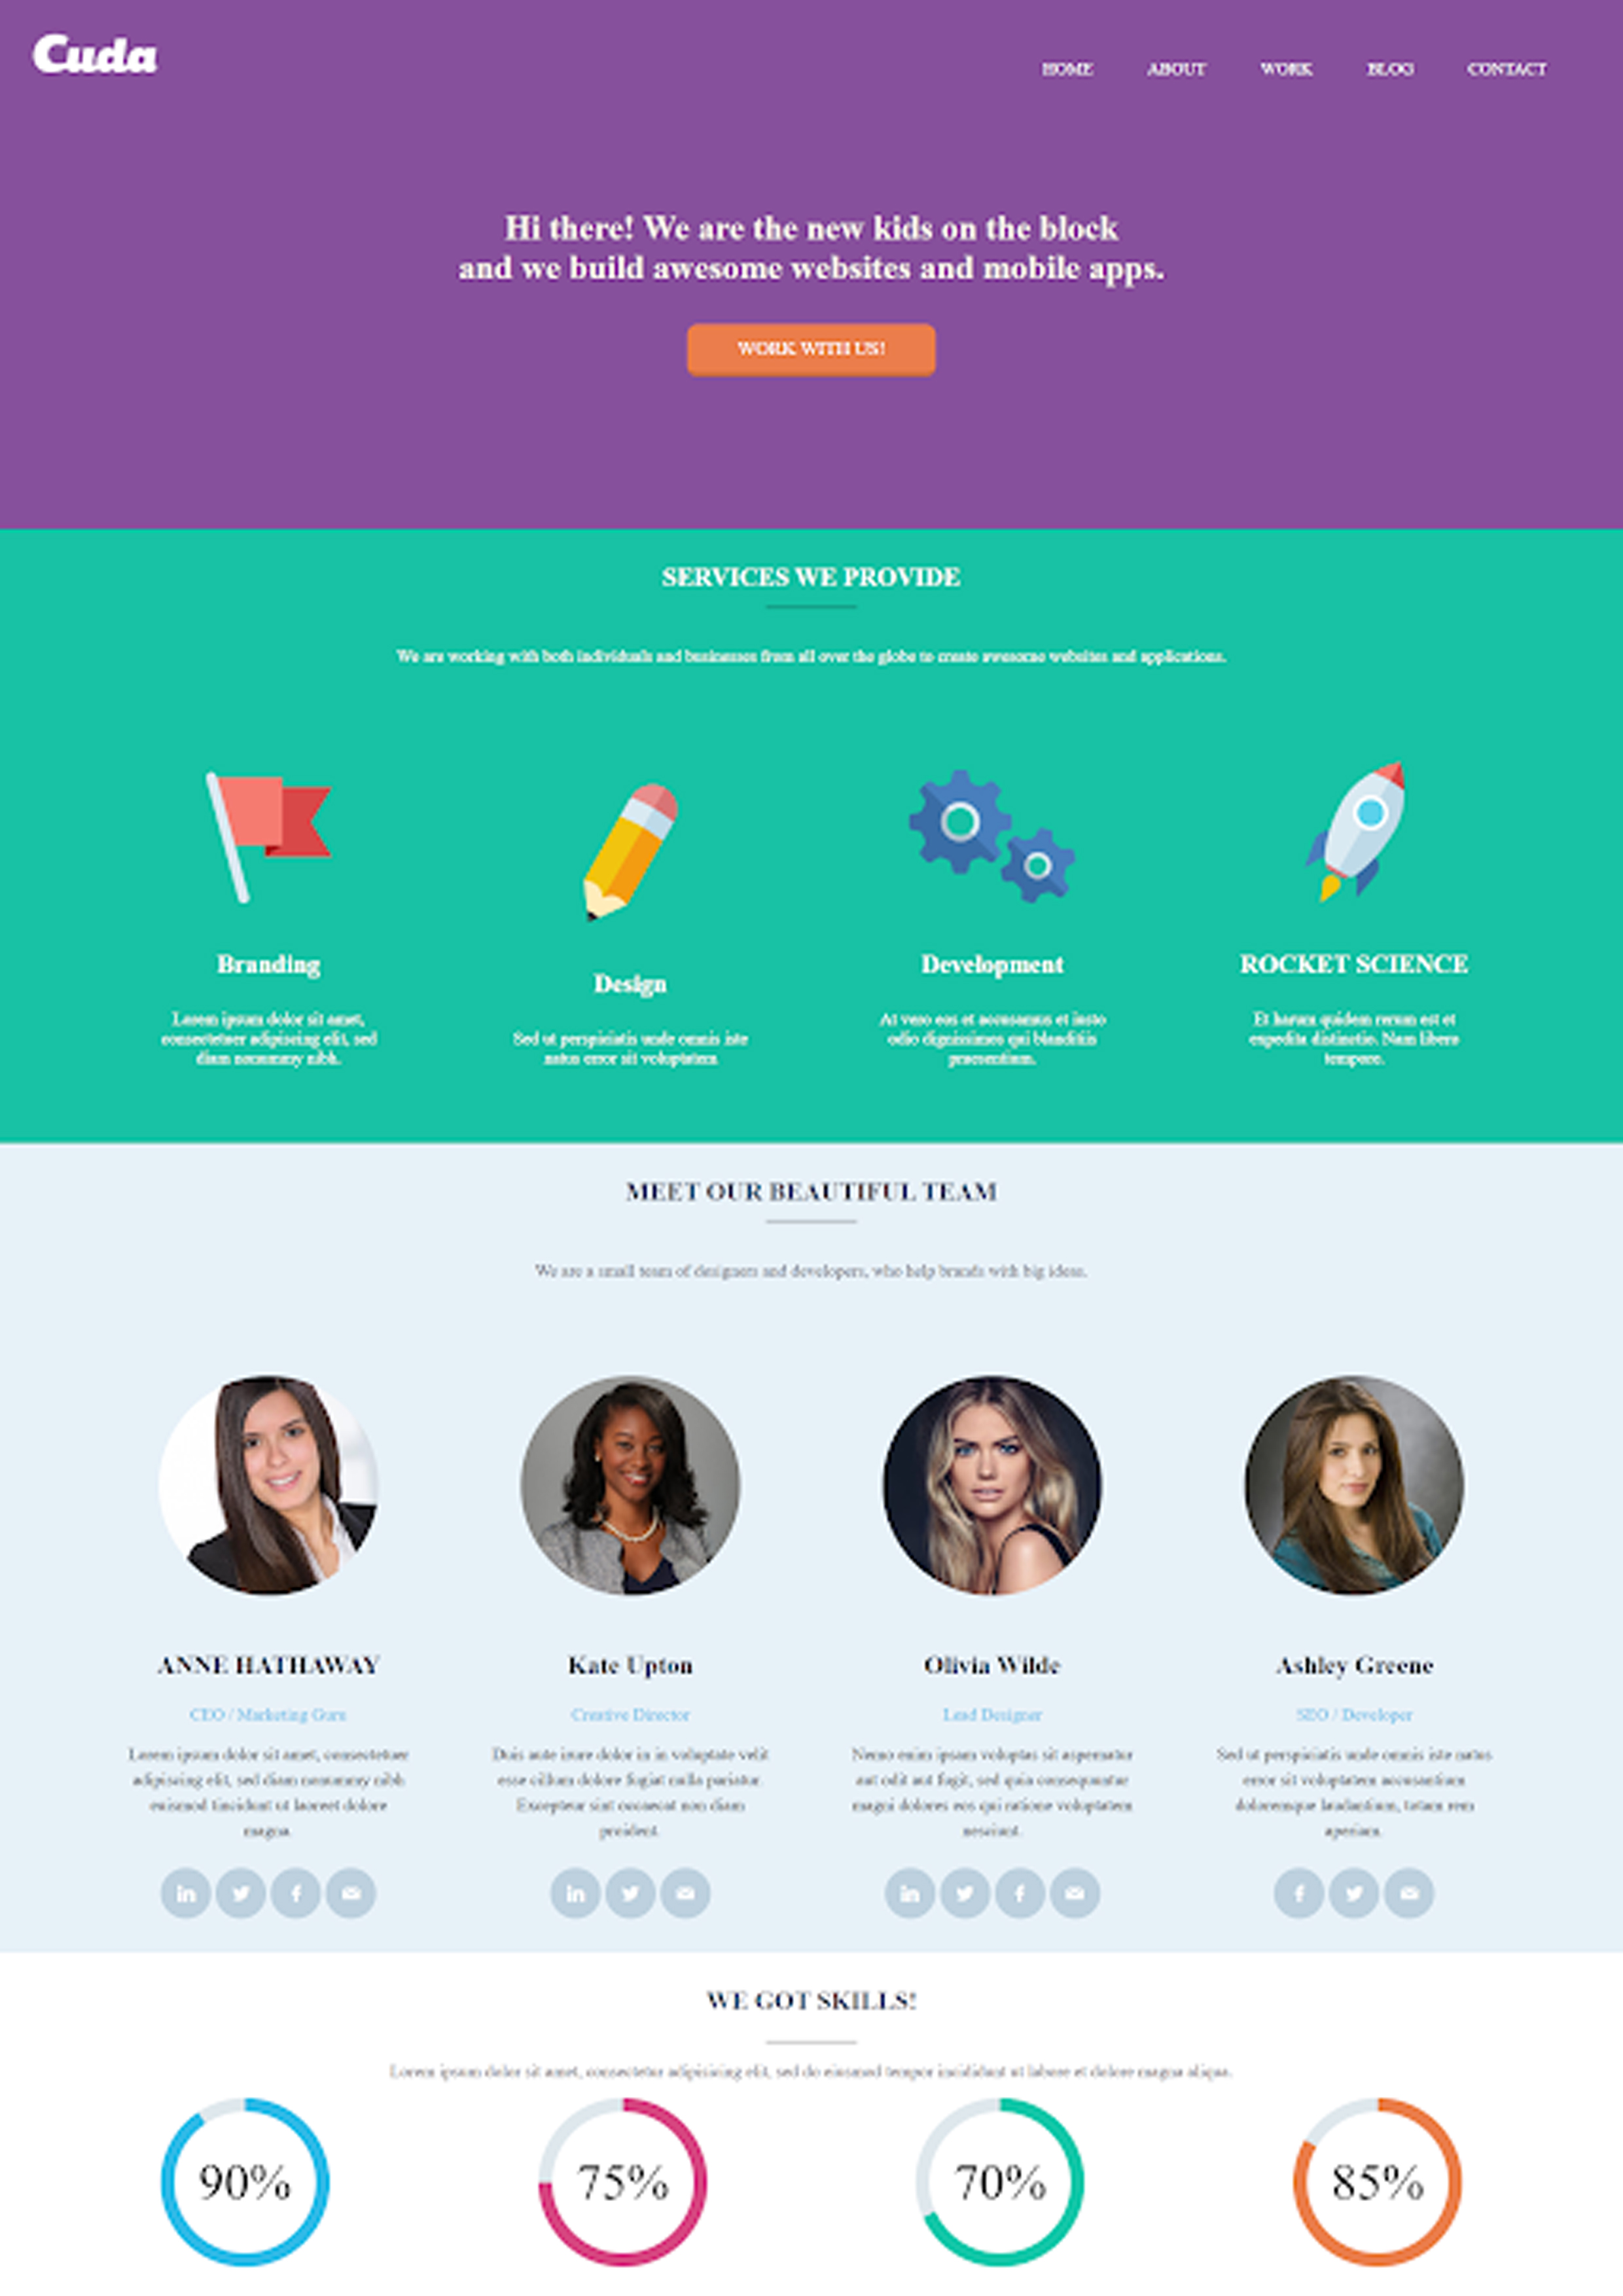 Cuda
HOME ABOUT WORK BLOG CONTACT
Hi there! We are the new kids on the block
and we build awesome websites and mobile apps.
WORK WITH US!
SERVICES WE PROVIDE
We are working with both individuals and businesses from all over the globe to create awesome websites and applications.
Branding
Lorem ipsum dolor sit amet,
consectetuer adipiscing elit, sed
diam nonummy nibh.
Design
Sed ut perspiciatis unde omnis iste
natus error sit voluptatem
Development
At vero eos et accusamus et iusto
odio dignissimos qui blanditiis
praesentium.
ROCKET SCIENCE
Et harum quidem rerum est et
expedita distinctio. Nam libero
tempore.
MEET OUR BEAUTIFUL TEAM
We are a small team of designers and developers, who help brands with big ideas.
ANNE HATHAWAY
CEO / Marketing Guru
Lorem ipsum dolor sit amet, consectetuer
adipiscing elit, sed diam nonummy nibh
euismod tincidunt ut laoreet dolore
magna.
Kate Upton
Creative Director
Duis aute irure dolor in in voluptate velit
esse cillum dolore fugiat nulla pariatur.
Excepteur sint occaecat non diam
proident.
Olivia Wilde
Lead Designer
Nemo enim ipsam voluptas sit aspernatur
aut odit aut fugit, sed quia consequuntur
magni dolores eos qui ratione voluptatem
nesciunt.
Ashley Greene
SEO / Developer
Sed ut perspiciatis unde omnis iste natus
error sit voluptatem accusantium
doloremque laudantium, totam rem
aperiam.
WE GOT SKILLS!
Lorem ipsum dolor sit amet, consectetur adipisicing elit, sed do eiusmod tempor incididunt ut labore et dolore magna aliqua.
90% 75% 70% 85%